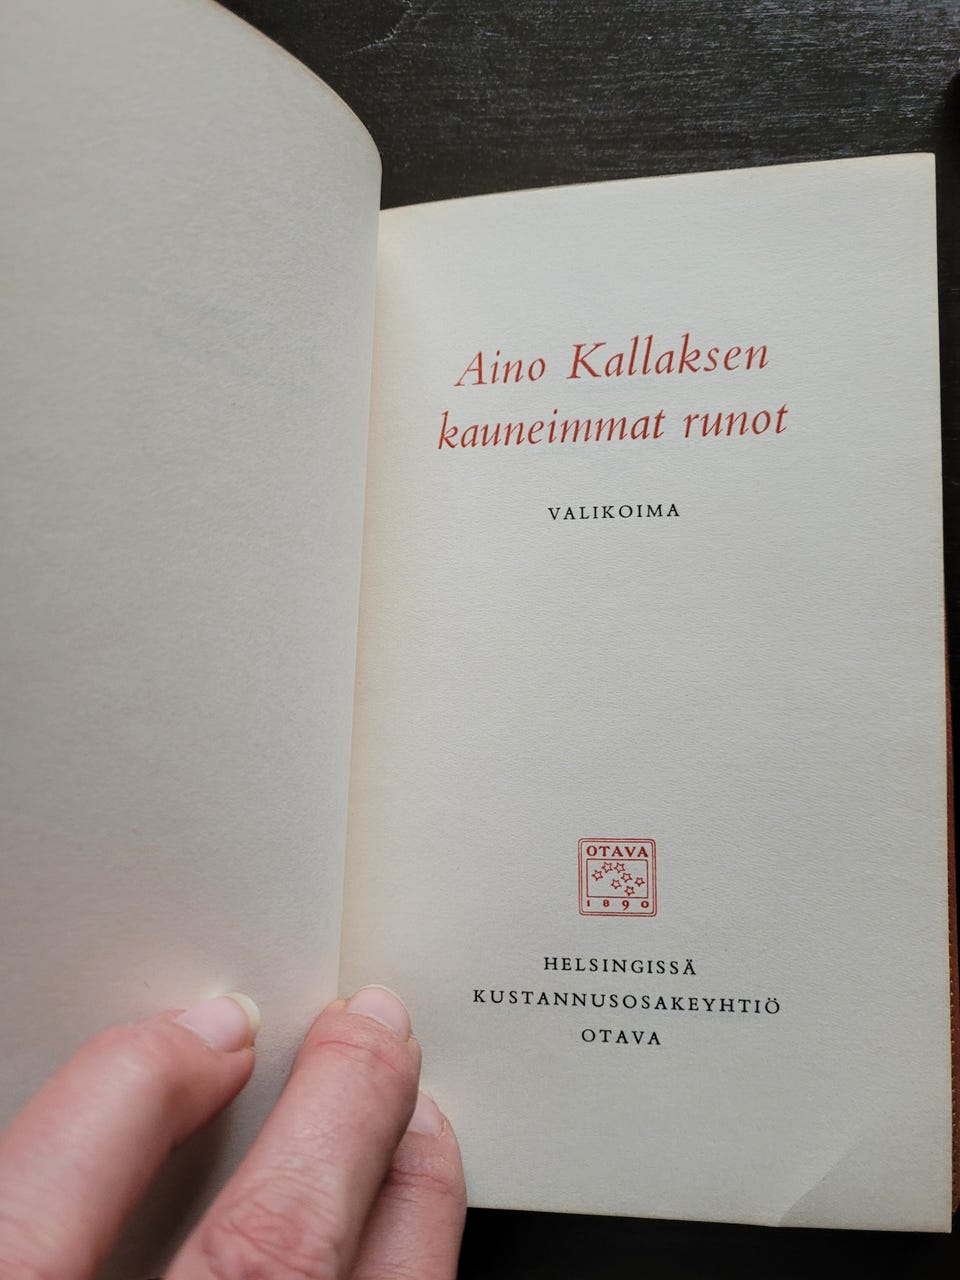 Aino Kallaksen
kauneimmat runot
VALIKOIMA
OTAVA
1890
HELSINGISSÄ
KUSTANNUSOSAKEYHTIÖ
OTAVA